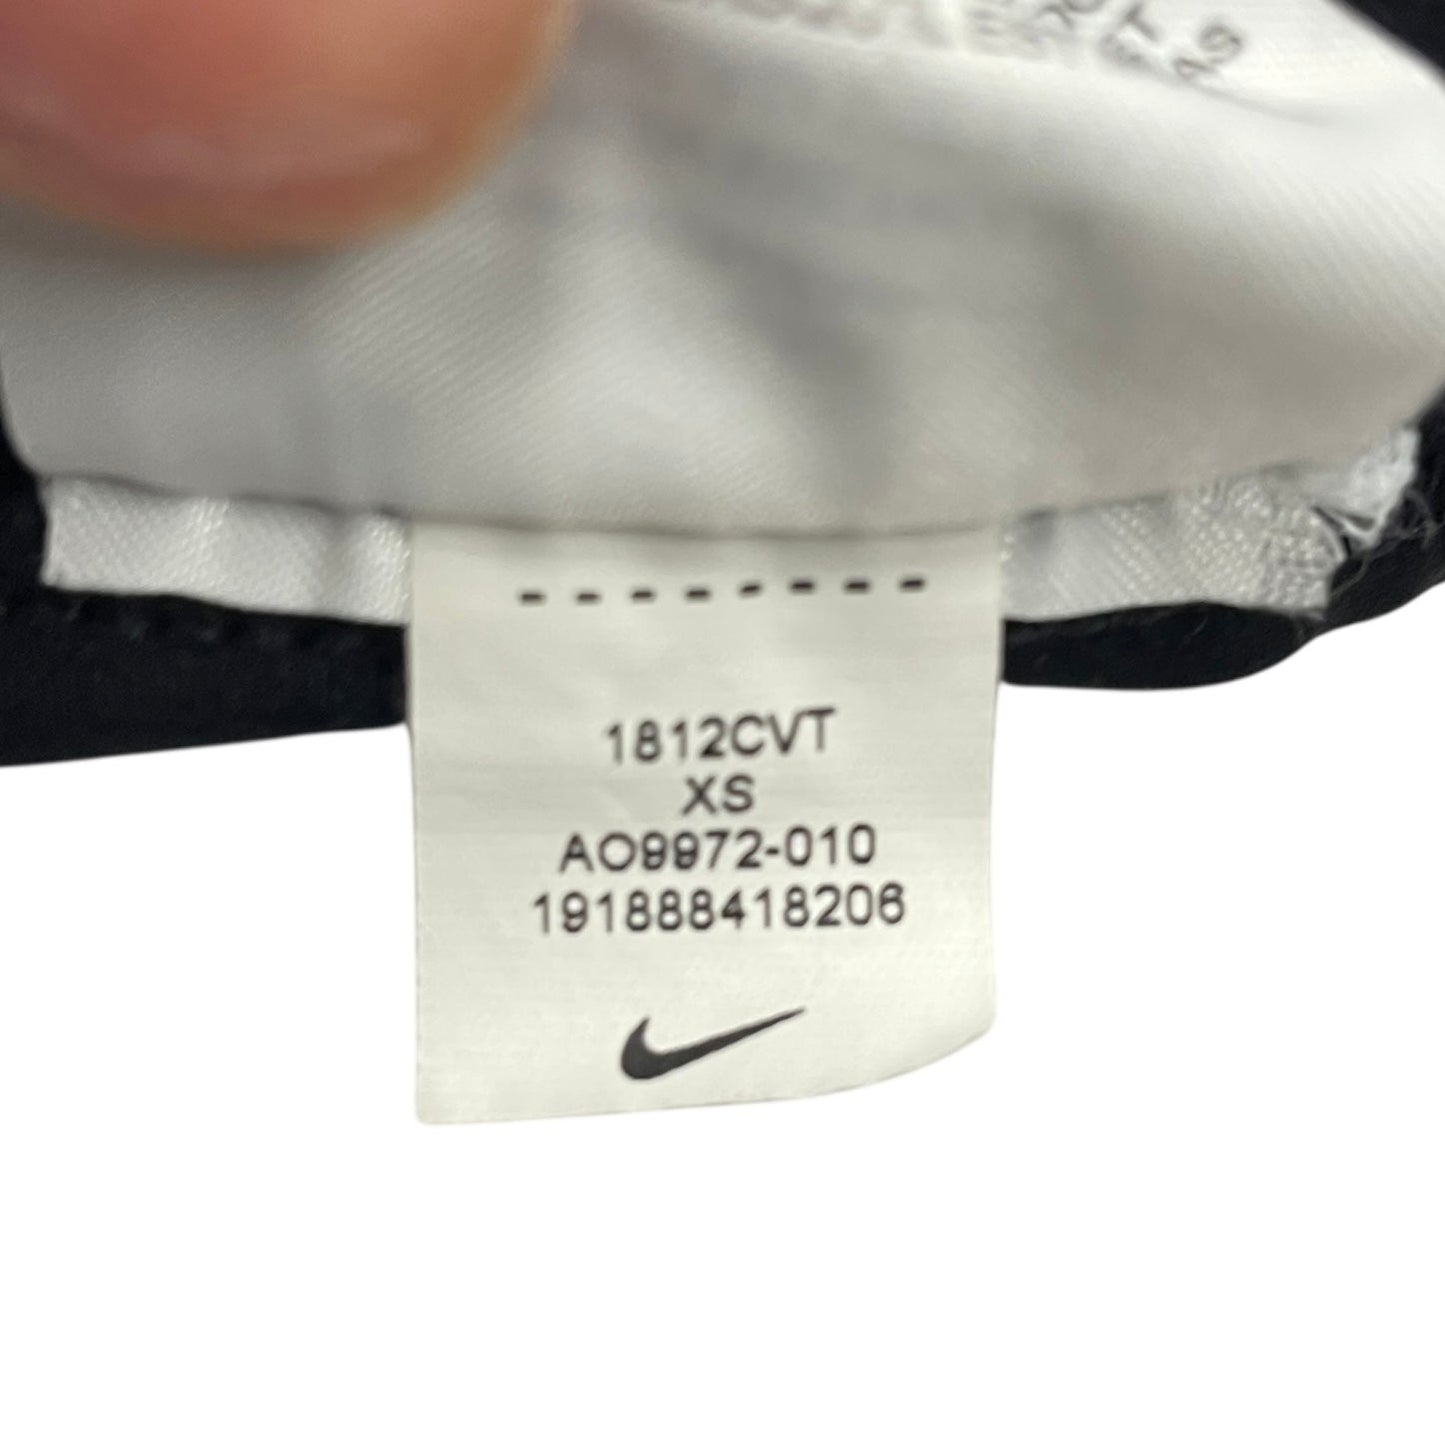 --------
1812CVT
XS
AO9972-010
191888418206